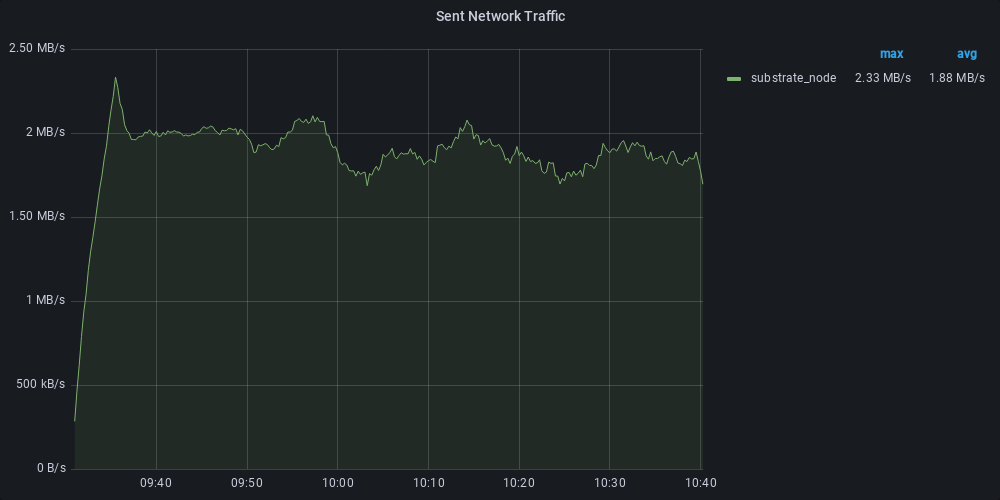 Sent Network Traffic
2.50 MB/s
2 MB/s
1.50 MB/s
1 MB/s
500 kB/s
0 B/s
09:40 09:50 10:00 10:10 10:20 10:30 10:40
max avg
substrate_node 2.33 MB/s 1.88 MB/s